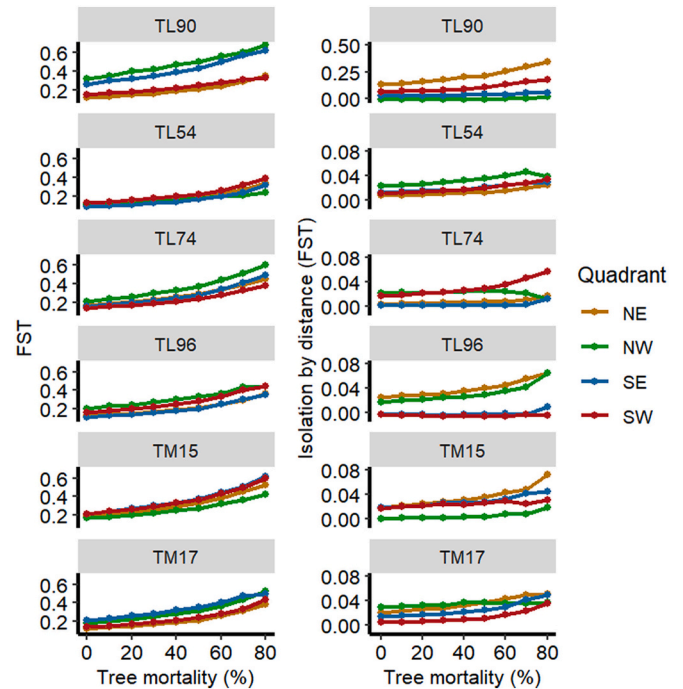 TL90
TL90
0.6
0.4
0.2
0.50
0.25
0.00
TL54
TL54
0.6
0.4
0.2
0.08
0.04
0.00
TL74
TL74
0.6
0.4
0.2
0.08
0.04
0.00
TL96
TL96
0.6
0.4
0.2
0.08
0.04
0.00
TM15
TM15
0.6
0.4
0.2
0.08
0.04
0.00
TM17
TM17
0.6
0.4
0.2
0.08
0.04
0.00
0 20 40 60 80
0 20 40 60 80
Tree mortality (%)
Tree mortality (%)
FST
Isolation by distance (FST)
Quadrant
NE
NW
SE
SW